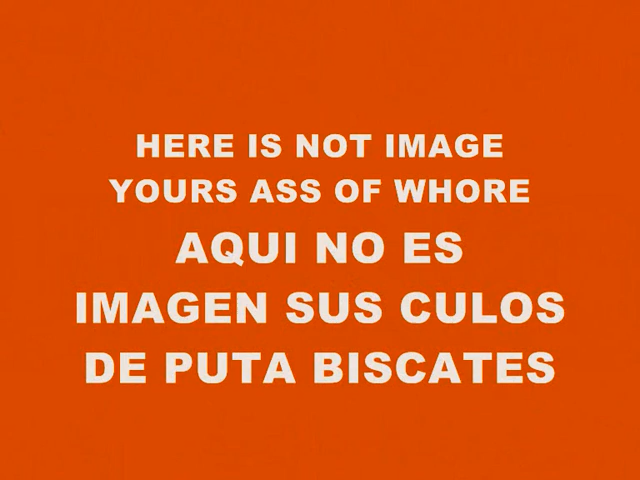 HERE IS NOT IMAGE
YOURS ASS OF WHORE
AQUI NO ES
IMAGEN SUS CULOS
DE PUTA BISCATES